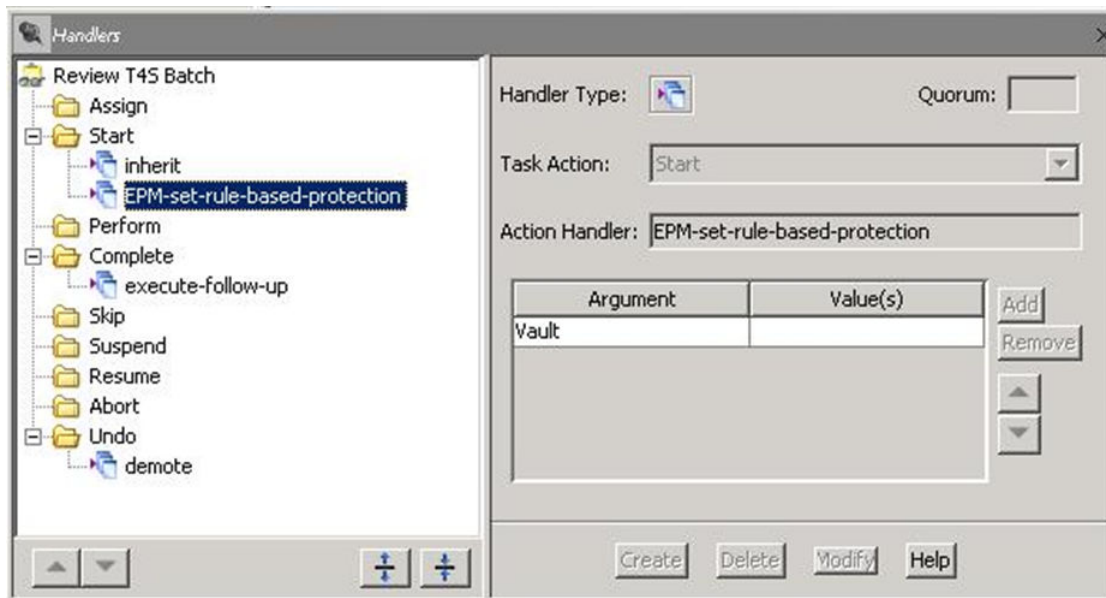 Handlers
Review T4S Batch
Assign
Start
inherit
EPM-set-rule-based-protection
Perform
Complete
execute-follow-up
Skip
Suspend
Resume
Abort
Undo
demote
Handler Type: Quorum:
Task Action: Start
Action Handler: EPM-set-rule-based-protection
Argument Value(s)
Vault
Add
Remove
Create Delete Modify Help